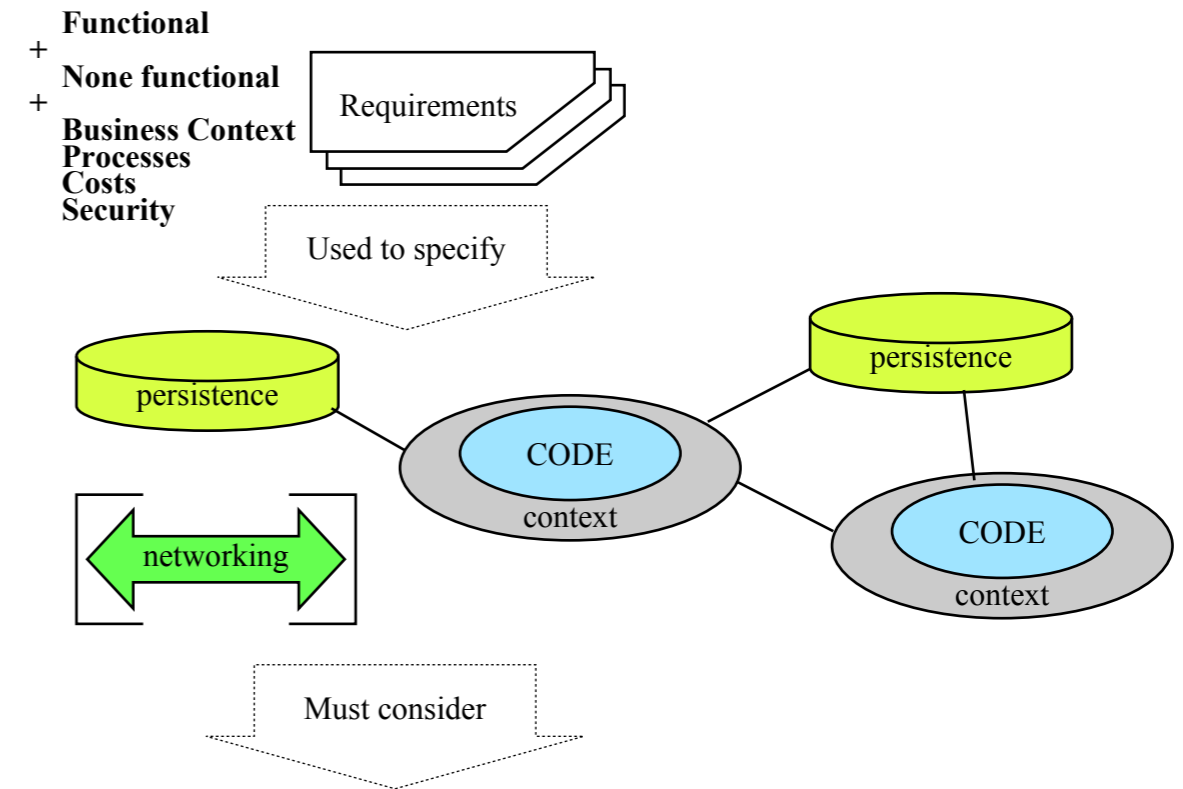 Functional
+
None functional
+
Business Context
Processes
Costs
Security
Requirements
Used to specify
persistence
persistence
CODE
context
networking
CODE
context
Must consider